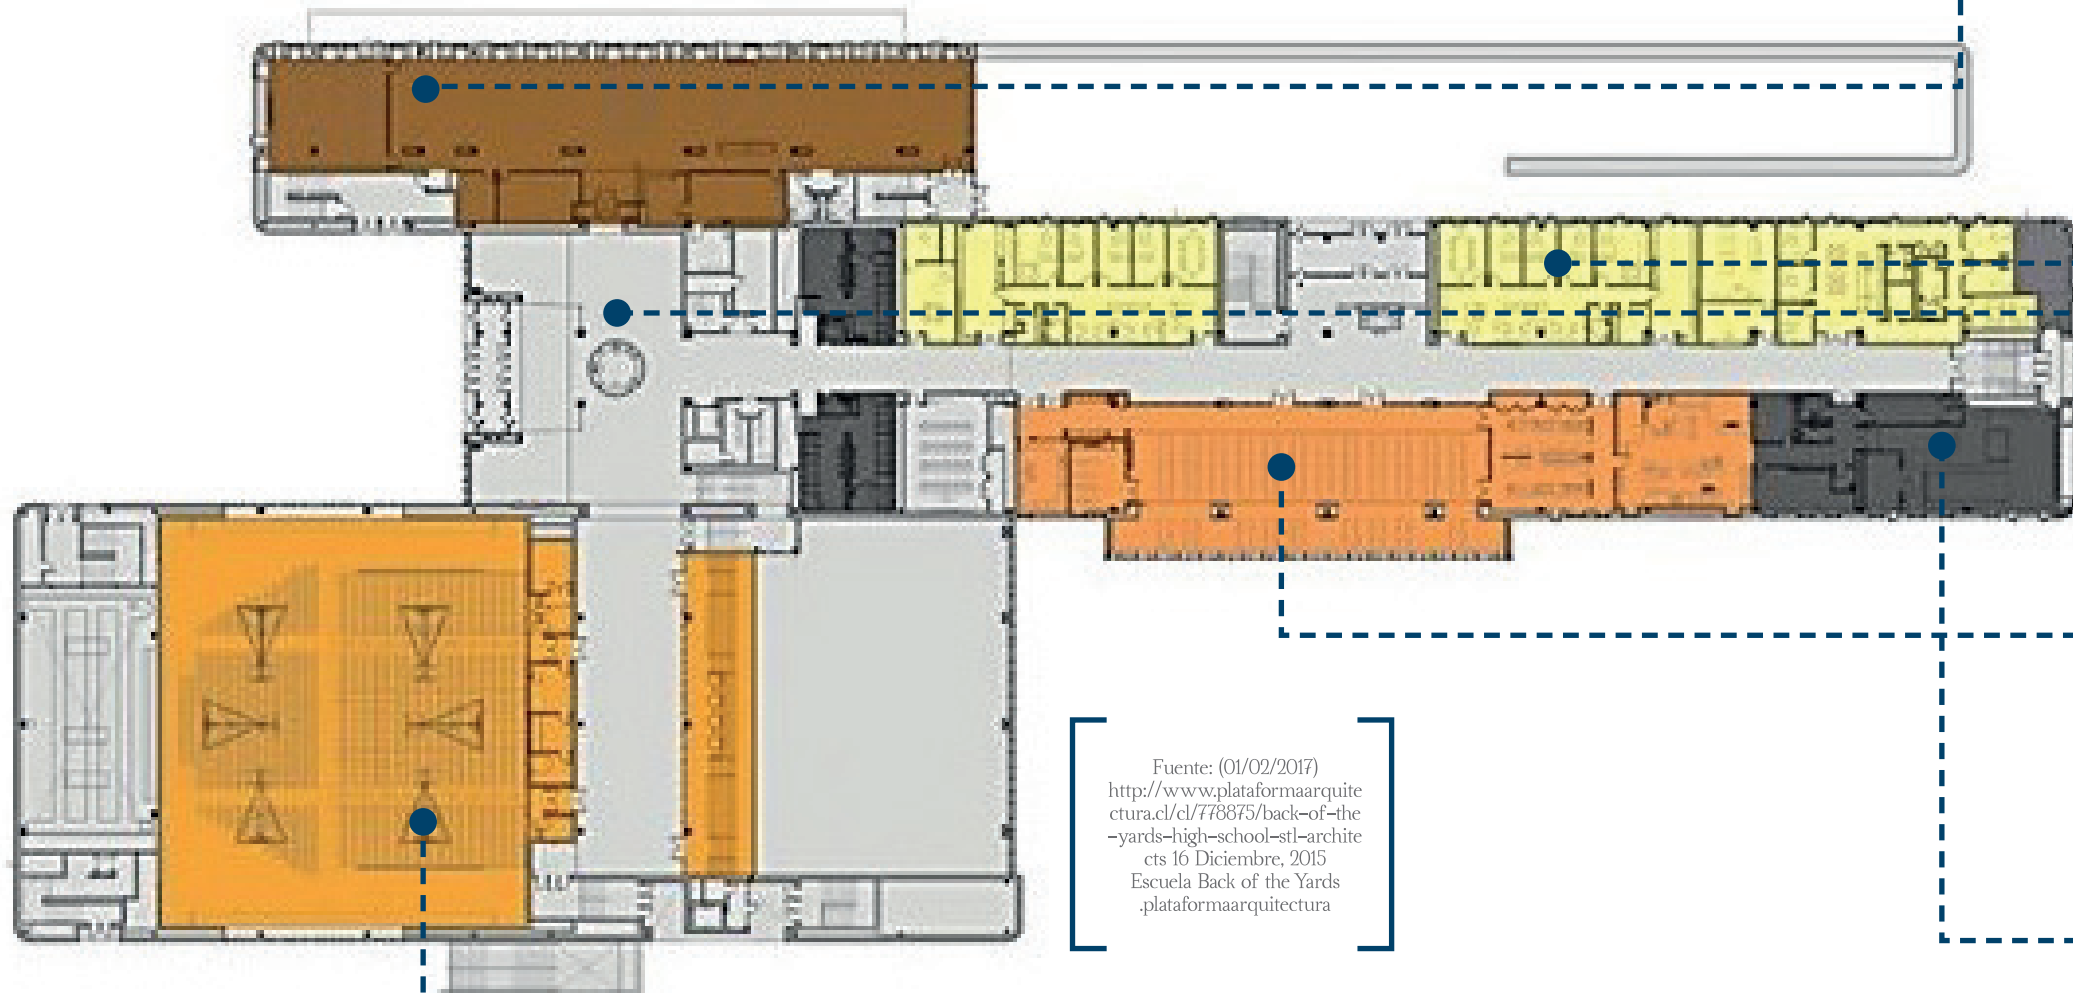 Fuente: (01/02/2017)
http://www.plataformaarquite
ctura.cl/cl/778875/back-of-the
-yards-high-school-stl-archite
cts 16 Diciembre, 2015
Escuela Back of the Yards
.plataformaarquitectura